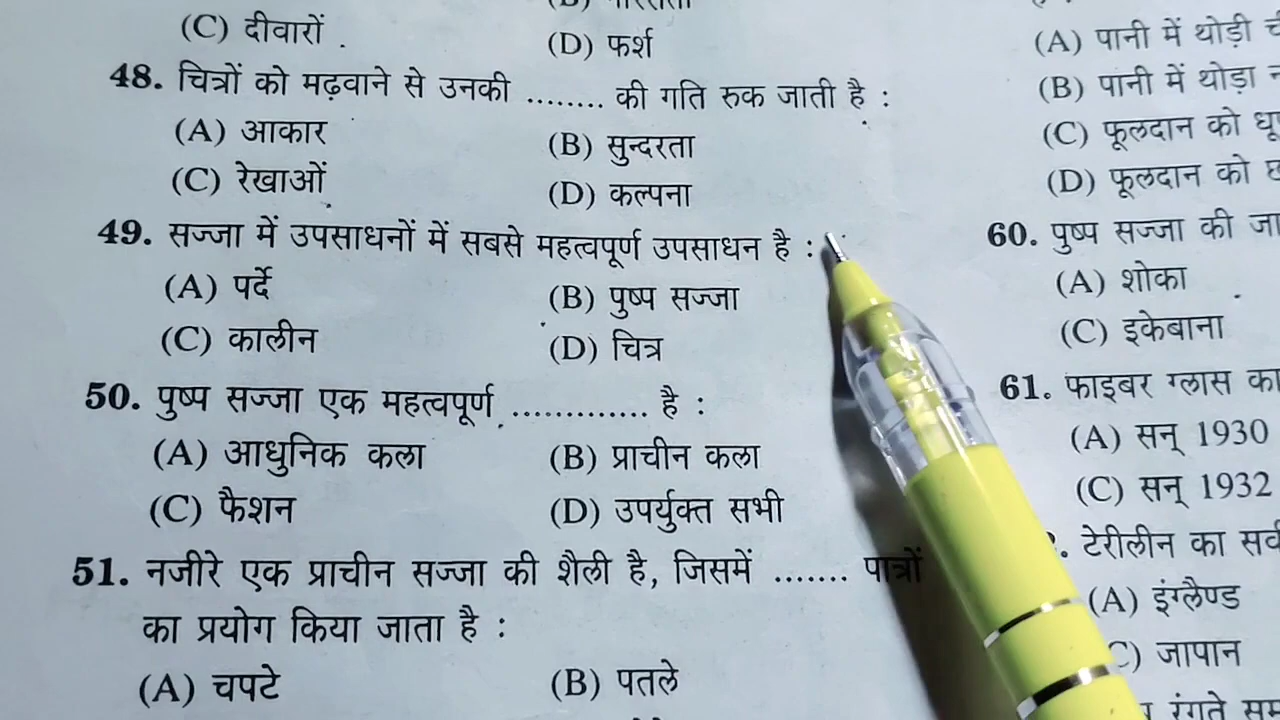 (C) दीवारों (D) फर्श
48. चित्रों को मढ़वाने से उनकी ........ की गति रुक जाती है :
(A) आकार (B) सुन्दरता
(C) रेखाओं (D) कल्पना
49. सज्जा में उपसाधनों में सबसे महत्वपूर्ण उपसाधन है :
(A) पर्दे (B) पुष्प सज्जा
(C) कालीन (D) चित्र
50. पुष्प सज्जा एक महत्वपूर्ण ............. है :
(A) आधुनिक कला (B) प्राचीन कला
(C) फैशन (D) उपर्युक्त सभी
51. नजीरे एक प्राचीन सज्जा की शैली है, जिसमें ....... पात्रों
का प्रयोग किया जाता है :
(A) चपटे (B) पतले
(A) पानी में थोड़ी
(B) पानी में थोड़ा
(C) फूलदान को
(D) फूलदान को
60. पुष्प सज्जा की
(A) शोका
(C) इकेबाना
61. फाइबर ग्लास का
(A) सन् 1930
(C) सन् 1932
टेरीलीन का
(A) इंग्लैण्ड
C) जापान
रंगते